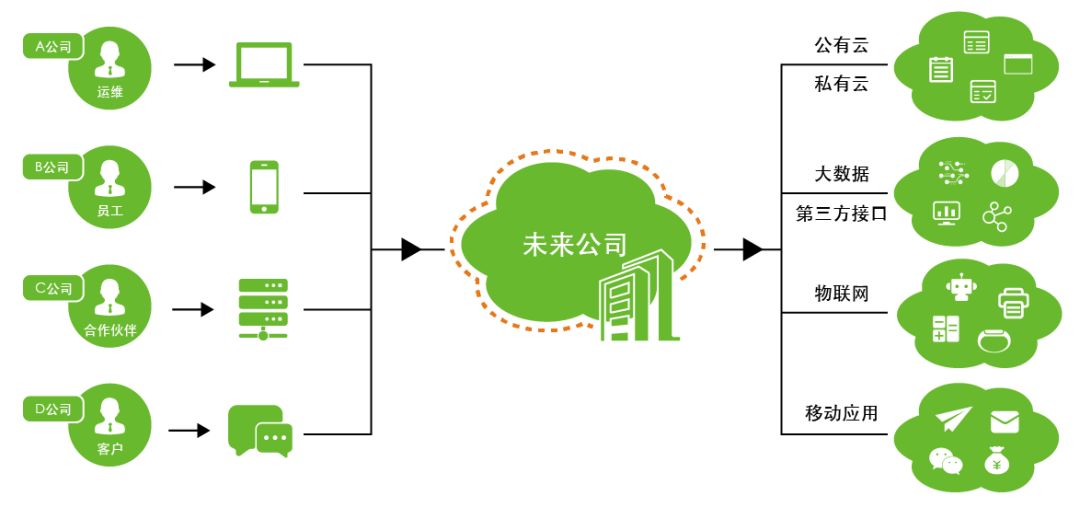 A公司
运维
B公司
员工
C公司
合作伙伴
D公司
客户
未来公司
公有云
私有云
大数据
第三方接口
物联网
移动应用
¥